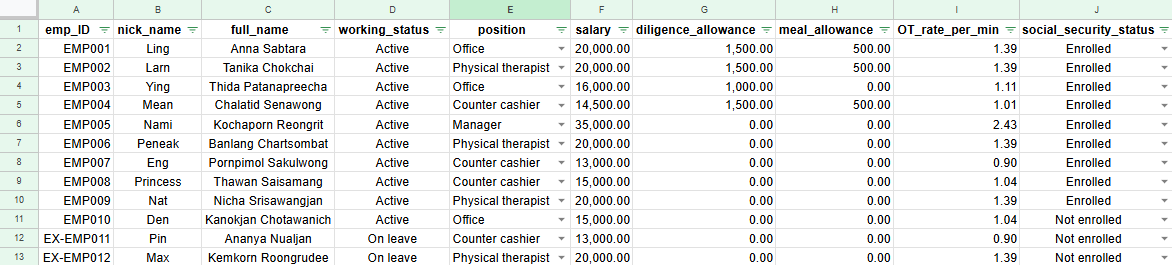 A B C D E F G H I J
1 emp_ID nick_name full_name working_status position salary diligence_allowance meal_allowance OT_rate_per_min social_security_status
2 EMP001 Ling Anna Sabtara Active Office 20,000.00 1,500.00 500.00 1.39 Enrolled
3 EMP002 Larn Tanika Chokchai Active Physical therapist 20,000.00 1,500.00 500.00 1.39 Enrolled
4 EMP003 Ying Thida Patanapreecha Active Office 16,000.00 1,000.00 0.00 1.11 Enrolled
5 EMP004 Mean Chalatid Senawong Active Counter cashier 14,500.00 1,500.00 500.00 1.01 Enrolled
6 EMP005 Nami Kochaporn Reongrit Active Manager 35,000.00 0.00 0.00 2.43 Enrolled
7 EMP006 Peneak Banlang Chartsombat Active Physical therapist 20,000.00 0.00 0.00 1.39 Enrolled
8 EMP007 Eng Pornpimol Sakulwong Active Counter cashier 13,000.00 0.00 0.00 0.90 Enrolled
9 EMP008 Princess Thawan Saisamang Active Counter cashier 15,000.00 0.00 0.00 1.04 Enrolled
10 EMP009 Nat Nicha Srisawangjan Active Physical therapist 20,000.00 0.00 0.00 1.39 Enrolled
11 EMP010 Den Kanokjan Chotawanich Active Office 15,000.00 0.00 0.00 1.04 Not enrolled
12 EX-EMP011 Pin Ananya Nualjan On leave Counter cashier 13,000.00 0.00 0.00 0.90 Not enrolled
13 EX-EMP012 Max Kemkorn Roongrudee On leave Physical therapist 20,000.00 0.00 0.00 1.39 Not enrolled